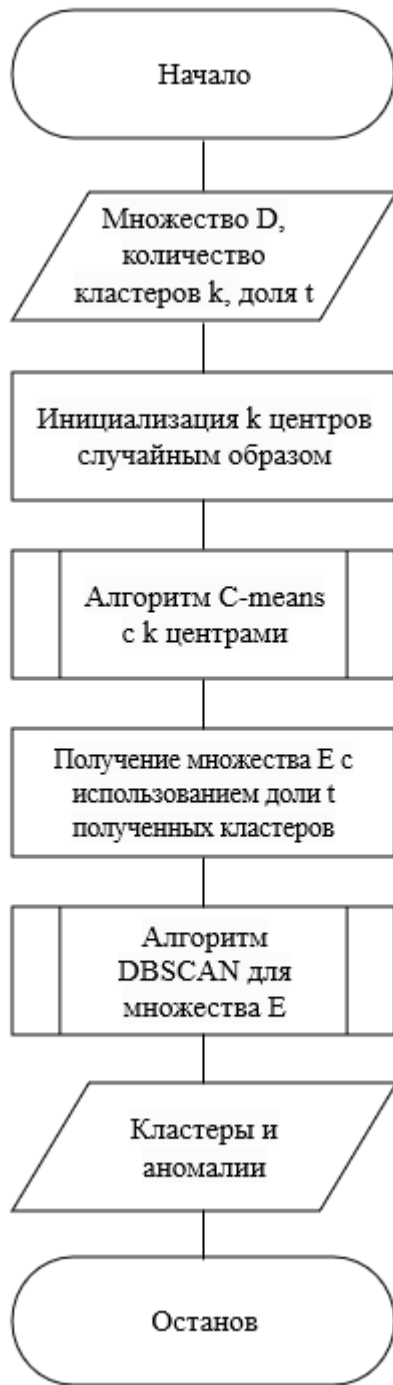 Начало
Множество D,
количество
кластеров k, доля t
Инициализация k центров
случайным образом
Алгоритм C-means
с k центрами
Получение множества E с
использованием доли t
полученных кластеров
Алгоритм
DBSCAN для
множества E
Кластеры и
аномалии
Останов